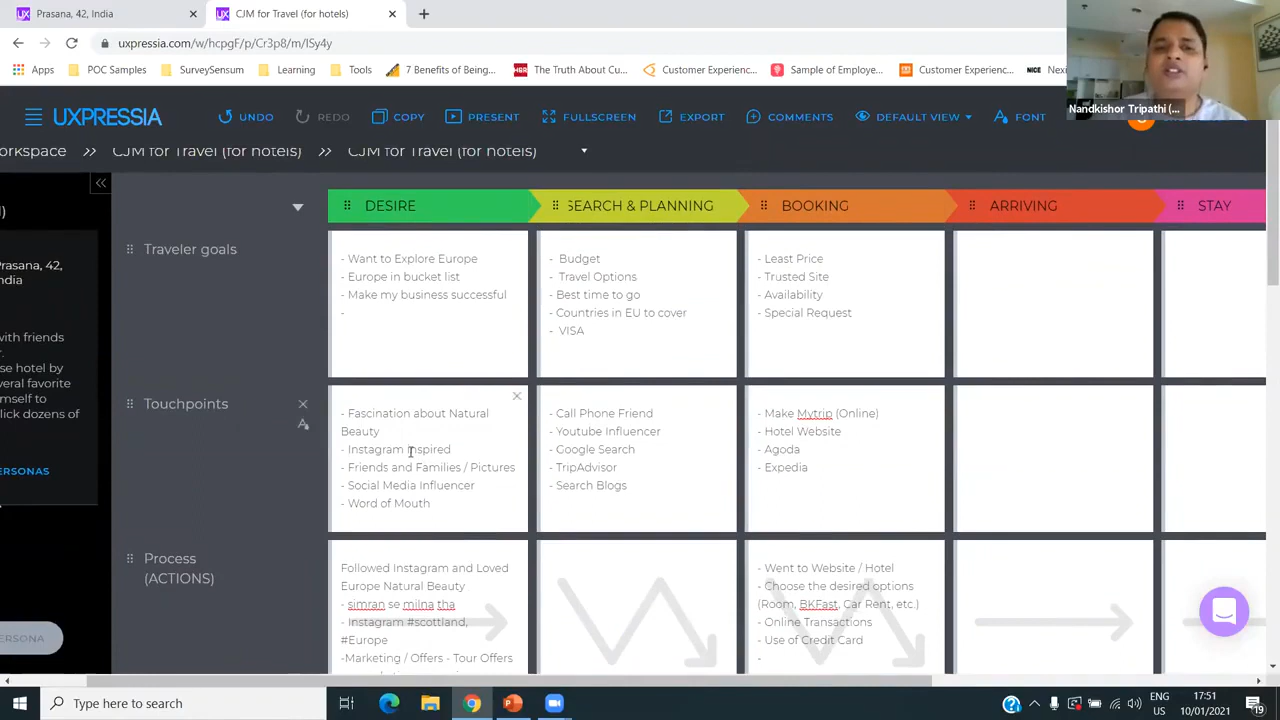 Prasana, 42, India
CJM for Travel (for hotels)
uxpressia.com/w/hcpgF/p/Cr3p8/m/lSy4y
Apps
POC Samples
SurveySensum
Learning
Tools
7 Benefits of Being...
The Truth About Cu...
Customer Experienc...
Sample of Employe...
Customer Experienc...
Nandkishor Tripathi (...
UXPRESSIA
UNDO
REDO
COPY
PRESENT
FULLSCREEN
EXPORT
COMMENTS
DEFAULT VIEW
FONT
CJM for Travel (for hotels)
CJM for Travel (for hotels)
DESIRE
SEARCH & PLANNING
BOOKING
ARRIVING
STAY
Traveler goals
- Want to Explore Europe
- Europe in bucket list
- Make my business successful
-
- Budget
- Travel Options
- Best time to go
- Countries in EU to cover
- VISA
- Least Price
- Trusted Site
- Availability
- Special Request
Prasana, 42,
with friends
se hotel by
click dozens of
Touchpoints
- Fascination about Natural
Beauty
- Instagram inspired
- Friends and Families / Pictures
- Social Media Influencer
- Word of Mouth
- Call Phone Friend
- Youtube Influencer
- Google Search
- TripAdvisor
- Search Blogs
- Make Mytrip (Online)
- Hotel Website
- Agoda
- Expedia
Process
(ACTIONS)
Followed Instagram and Loved
Europe Natural Beauty
- simran se milna tha
- Instagram #scottland,
#Europe
-Marketing / Offers - Tour Offers
- Went to Website / Hotel
- Choose the desired options
(Room, BKFast, Car Rent, etc.)
- Online Transactions
- Use of Credit Card
-
Type here to search
ENG
US
17:51
10/01/2021
19